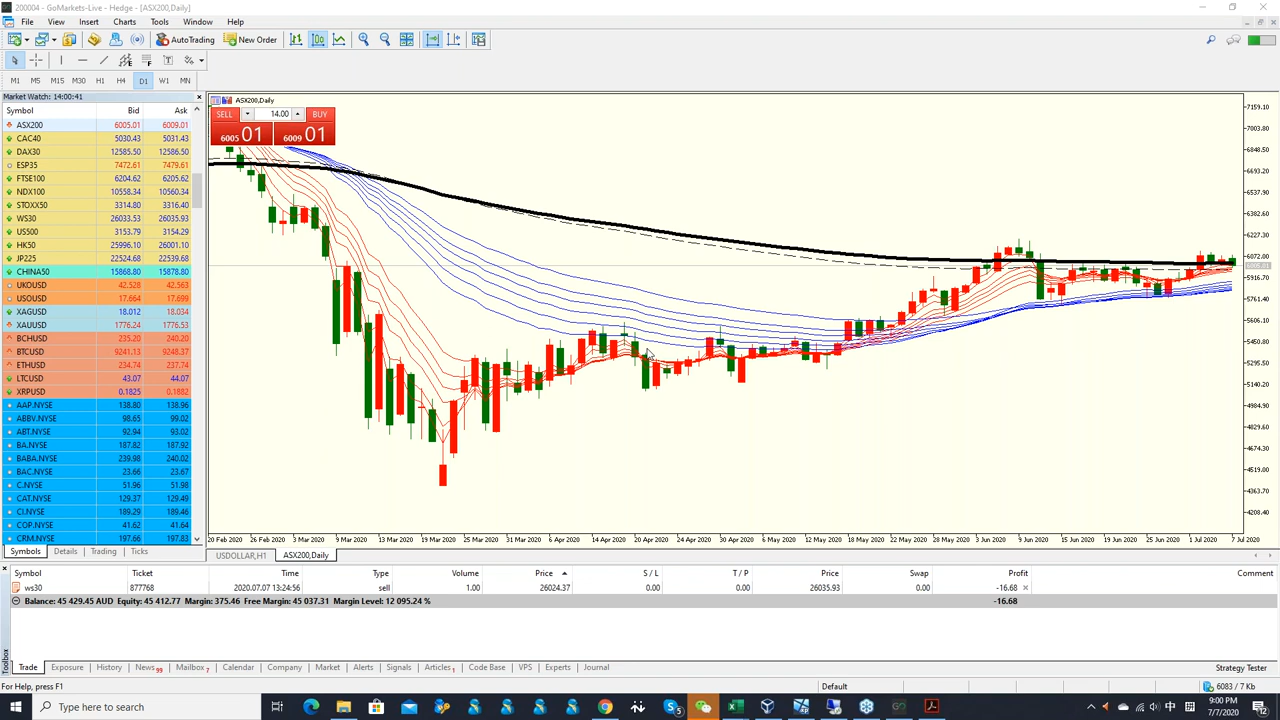 200004 - GoMarkets-Live - Hedge - [ASX200,Daily]
File View Insert Charts Tools Window Help
AutoTrading New Order
M1 M5 M15 M30 H1 H4 D1 W1 MN
Market Watch: 14:00:41
Symbol Bid Ask
ASX200 6005.01 6009.01
CAC40 5030.43 5031.43
DAX30 12585.50 12586.50
ESP35 7472.61 7479.61
FTSE100 6204.62 6205.62
NDX100 10558.34 10560.34
STOXX50 3314.80 3316.40
WS30 26033.53 26035.93
US500 3153.79 3154.29
HK50 25996.10 26001.10
JP225 22524.68 22539.68
CHINA50 15868.80 15878.80
UKOUSD 42.928 42.563
USOUSD 17.664 17.699
XAGUSD 18.012 18.034
XAUUSD 1776.24 1776.53
BCHUSD 235.20 240.20
BTCUSD 9241.13 9248.37
ETHUSD 234.74 237.74
LTCUSD 43.07 44.07
XRPUSD 0.1825 0.1882
AAP.NYSE 138.80 138.96
ABBV.NYSE 98.65 99.02
ABT.NYSE 92.94 93.02
BA.NYSE 187.82 187.92
BABA.NYSE 239.98 240.02
BAC.NYSE 23.66 23.67
C.NYSE 51.96 51.98
CAT.NYSE 129.37 129.49
CI.NYSE 189.29 189.46
COP.NYSE 41.62 41.64
CRM.NYSE 197.66 197.83
Symbols Details Trading Ticks
ASX200,Daily
SELL 14.00 BUY
6005 01 6009 01
7159.10
7003.80
6848.50
6693.20
6537.90
6382.60
6227.30
6072.00
5916.70
5761.40
5606.10
5450.80
5295.50
5140.20
4984.90
4829.60
4674.30
4519.00
4363.70
4208.40
20 Feb 2020 26 Feb 2020 3 Mar 2020 9 Mar 2020 13 Mar 2020 19 Mar 2020 25 Mar 2020 31 Mar 2020 6 Apr 2020 14 Apr 2020 20 Apr 2020 24 Apr 2020 30 Apr 2020 6 May 2020 12 May 2020 18 May 2020 22 May 2020 28 May 2020 3 Jun 2020 9 Jun 2020 15 Jun 2020 19 Jun 2020 25 Jun 2020 1 Jul 2020 7 Jul 2020
USDOLLAR,H1 ASX200,Daily
Symbol Ticket Time Type Volume Price S / L T / P Price Swap Profit Comment
ws30 877768 2020.07.07 13:24:56 sell 1.00 26024.37 0.00 0.00 26035.93 0.00 -16.68
Balance: 45 429.45 AUD Equity: 45 412.77 Margin: 375.46 Free Margin: 45 037.31 Margin Level: 12 095.24 % -16.68
Toolbox
Trade Exposure History News 99 Mailbox 7 Calendar Company Market Alerts Signals Articles 1 Code Base VPS Experts Journal Strategy Tester
For Help, press F1 Default 6083 / 7 Kb
Type here to search 中 9:00 PM
7/7/2020 12